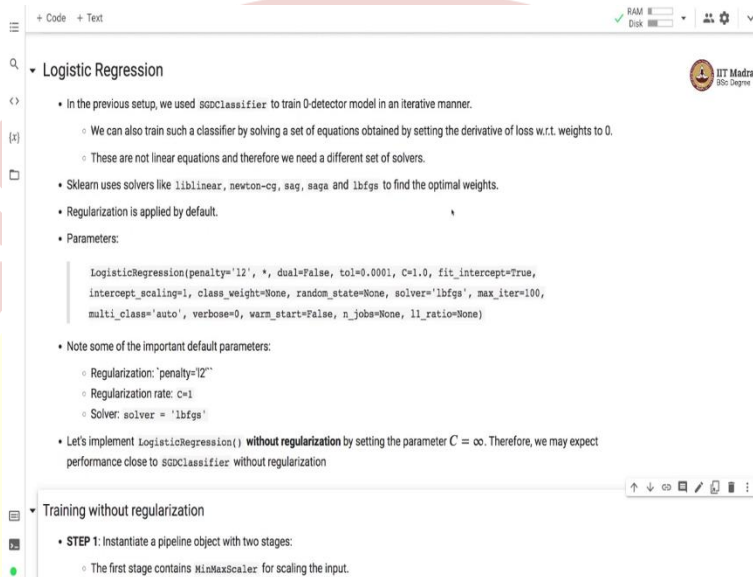 + Code + Text
RAM
Disk
Logistic Regression
IIT Madra
BSc Degree
• In the previous setup, we used SGDClassifier to train 0-detector model in an iterative manner.
◦ We can also train such a classifier by solving a set of equations obtained by setting the derivative of loss w.r.t. weights to 0.
◦ These are not linear equations and therefore we need a different set of solvers.
• Sklearn uses solvers like liblinear, newton-cg, sag, saga and lbfgs to find the optimal weights.
• Regularization is applied by default.
• Parameters:
LogisticRegression(penalty='l2', *, dual=False, tol=0.0001, C=1.0, fit_intercept=True,
intercept_scaling=1, class_weight=None, random_state=None, solver='lbfgs', max_iter=100,
multi_class='auto', verbose=0, warm_start=False, n_jobs=None, l1_ratio=None)
• Note some of the important default parameters:
◦ Regularization: `penalty='l2'`
◦ Regularization rate: C=1
◦ Solver: solver = 'lbfgs'
• Let's implement LogisticRegression() without regularization by setting the parameter C = ∞. Therefore, we may expect
performance close to SGDClassifier without regularization
Training without regularization
• STEP 1: Instantiate a pipeline object with two stages:
◦ The first stage contains MinMaxScaler for scaling the input.